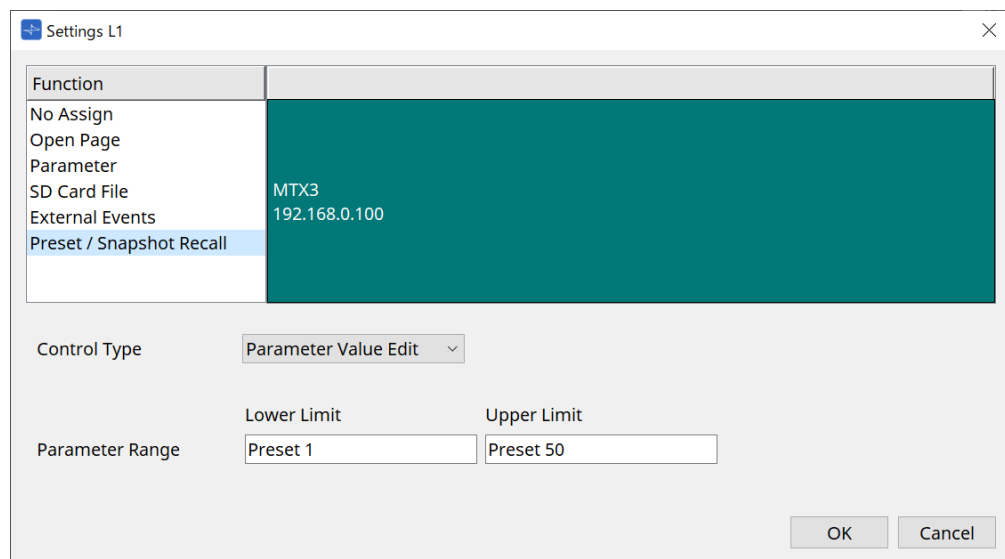 Settings L1
Function
No Assign
Open Page
Parameter
SD Card File
External Events
Preset / Snapshot Recall
MTX3
192.168.0.100
Control Type
Parameter Value Edit
Lower Limit
Upper Limit
Parameter Range
Preset 1
Preset 50
OK
Cancel